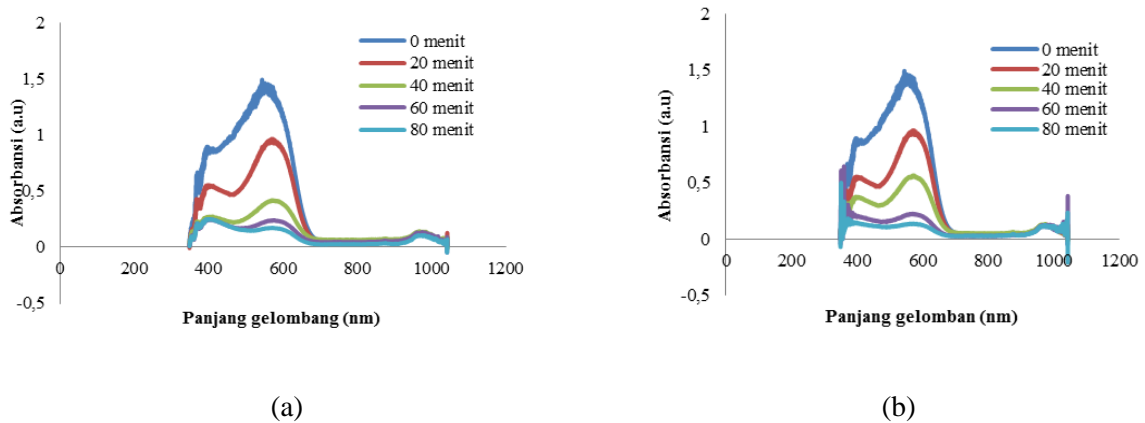 2
1,5
1
0,5
0
-0,5
0
200
400
600
800
1000
1200
Absorbansi (a.u)
Panjang gelombang (nm)
0 menit
20 menit
40 menit
60 menit
80 menit
(a)
2
1,5
1
0,5
0
-0,5
0
200
400
600
800
1000
1200
Absorbansi (a.u)
Panjang gelomban (nm)
0 menit
20 menit
40 menit
60 menit
80 menit
(b)